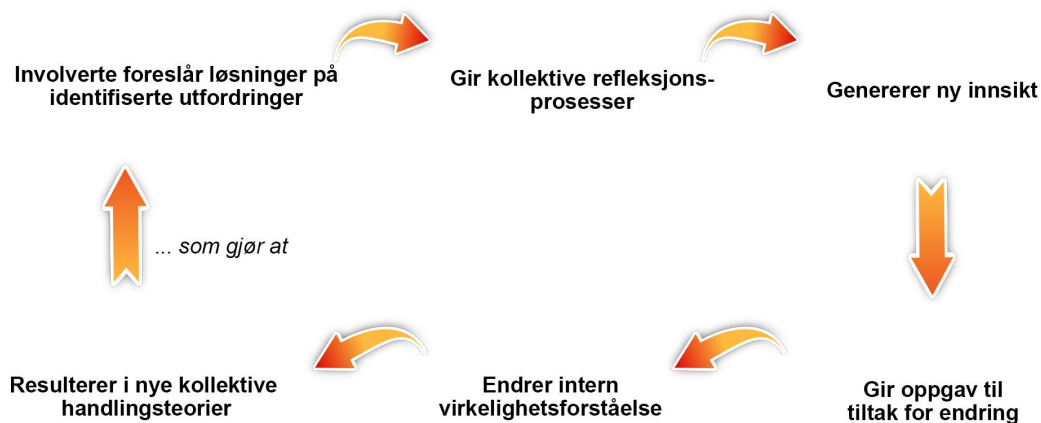 Involverte foreslår løsninger på
identifiserte utfordringer
Gir kollektive refleksjons-
prosesser
Genererer ny innsikt
... som gjør at
Resulterer i nye kollektive
handlingsteorier
Endrer intern
virkelighetsforståelse
Gir oppgav til
tiltak for endring